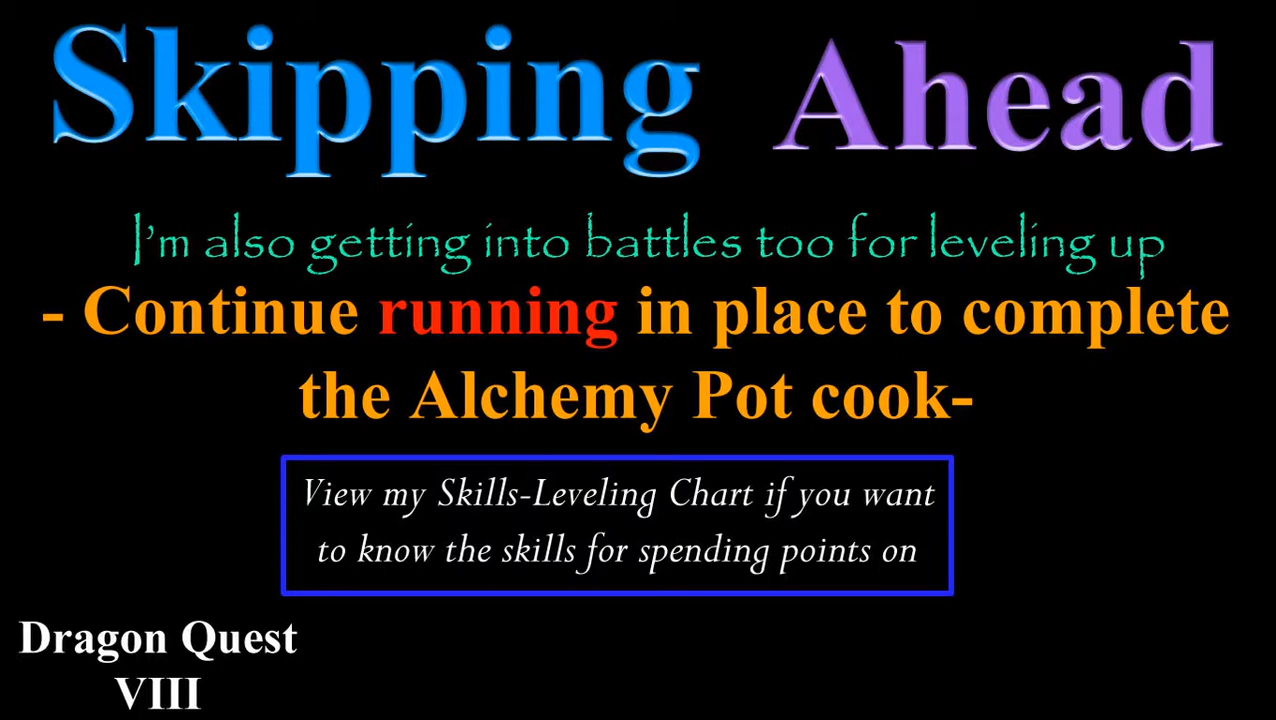 Skipping Ahead
I'm also getting into battles too for leveling up
- Continue running in place to complete
the Alchemy Pot cook-
View my Skills-Leveling Chart if you want
to know the skills for spending points on
Dragon Quest
VIII